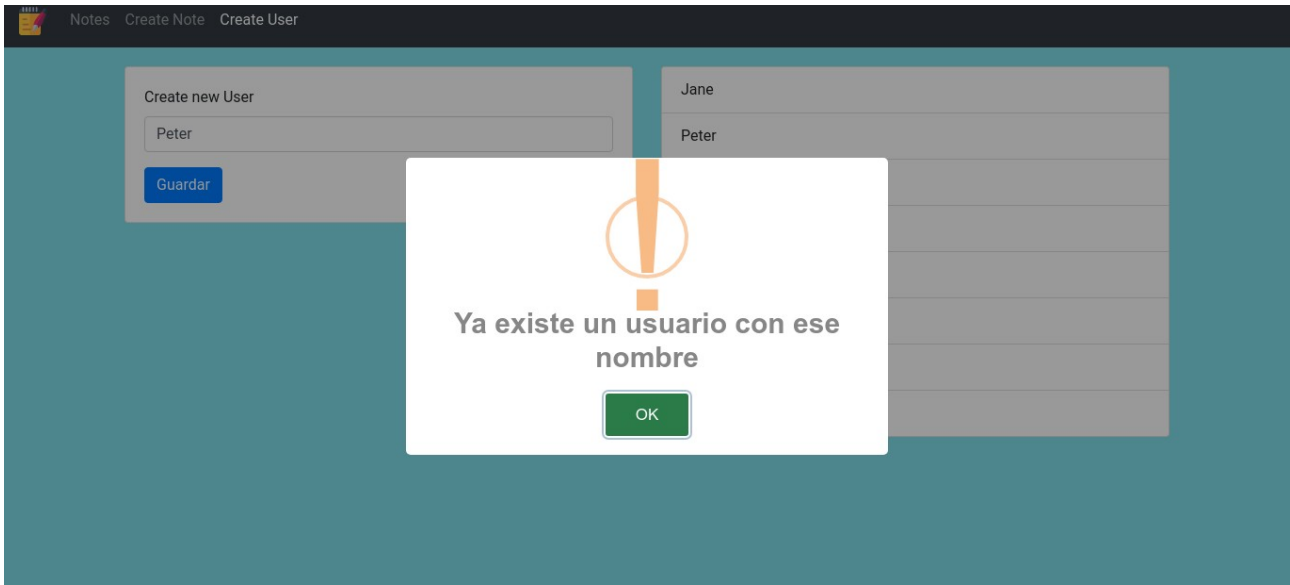 Notes Create Note Create User
Create new User
Peter
Guardar
Jane
Peter
Ya existe un usuario con ese
nombre
OK